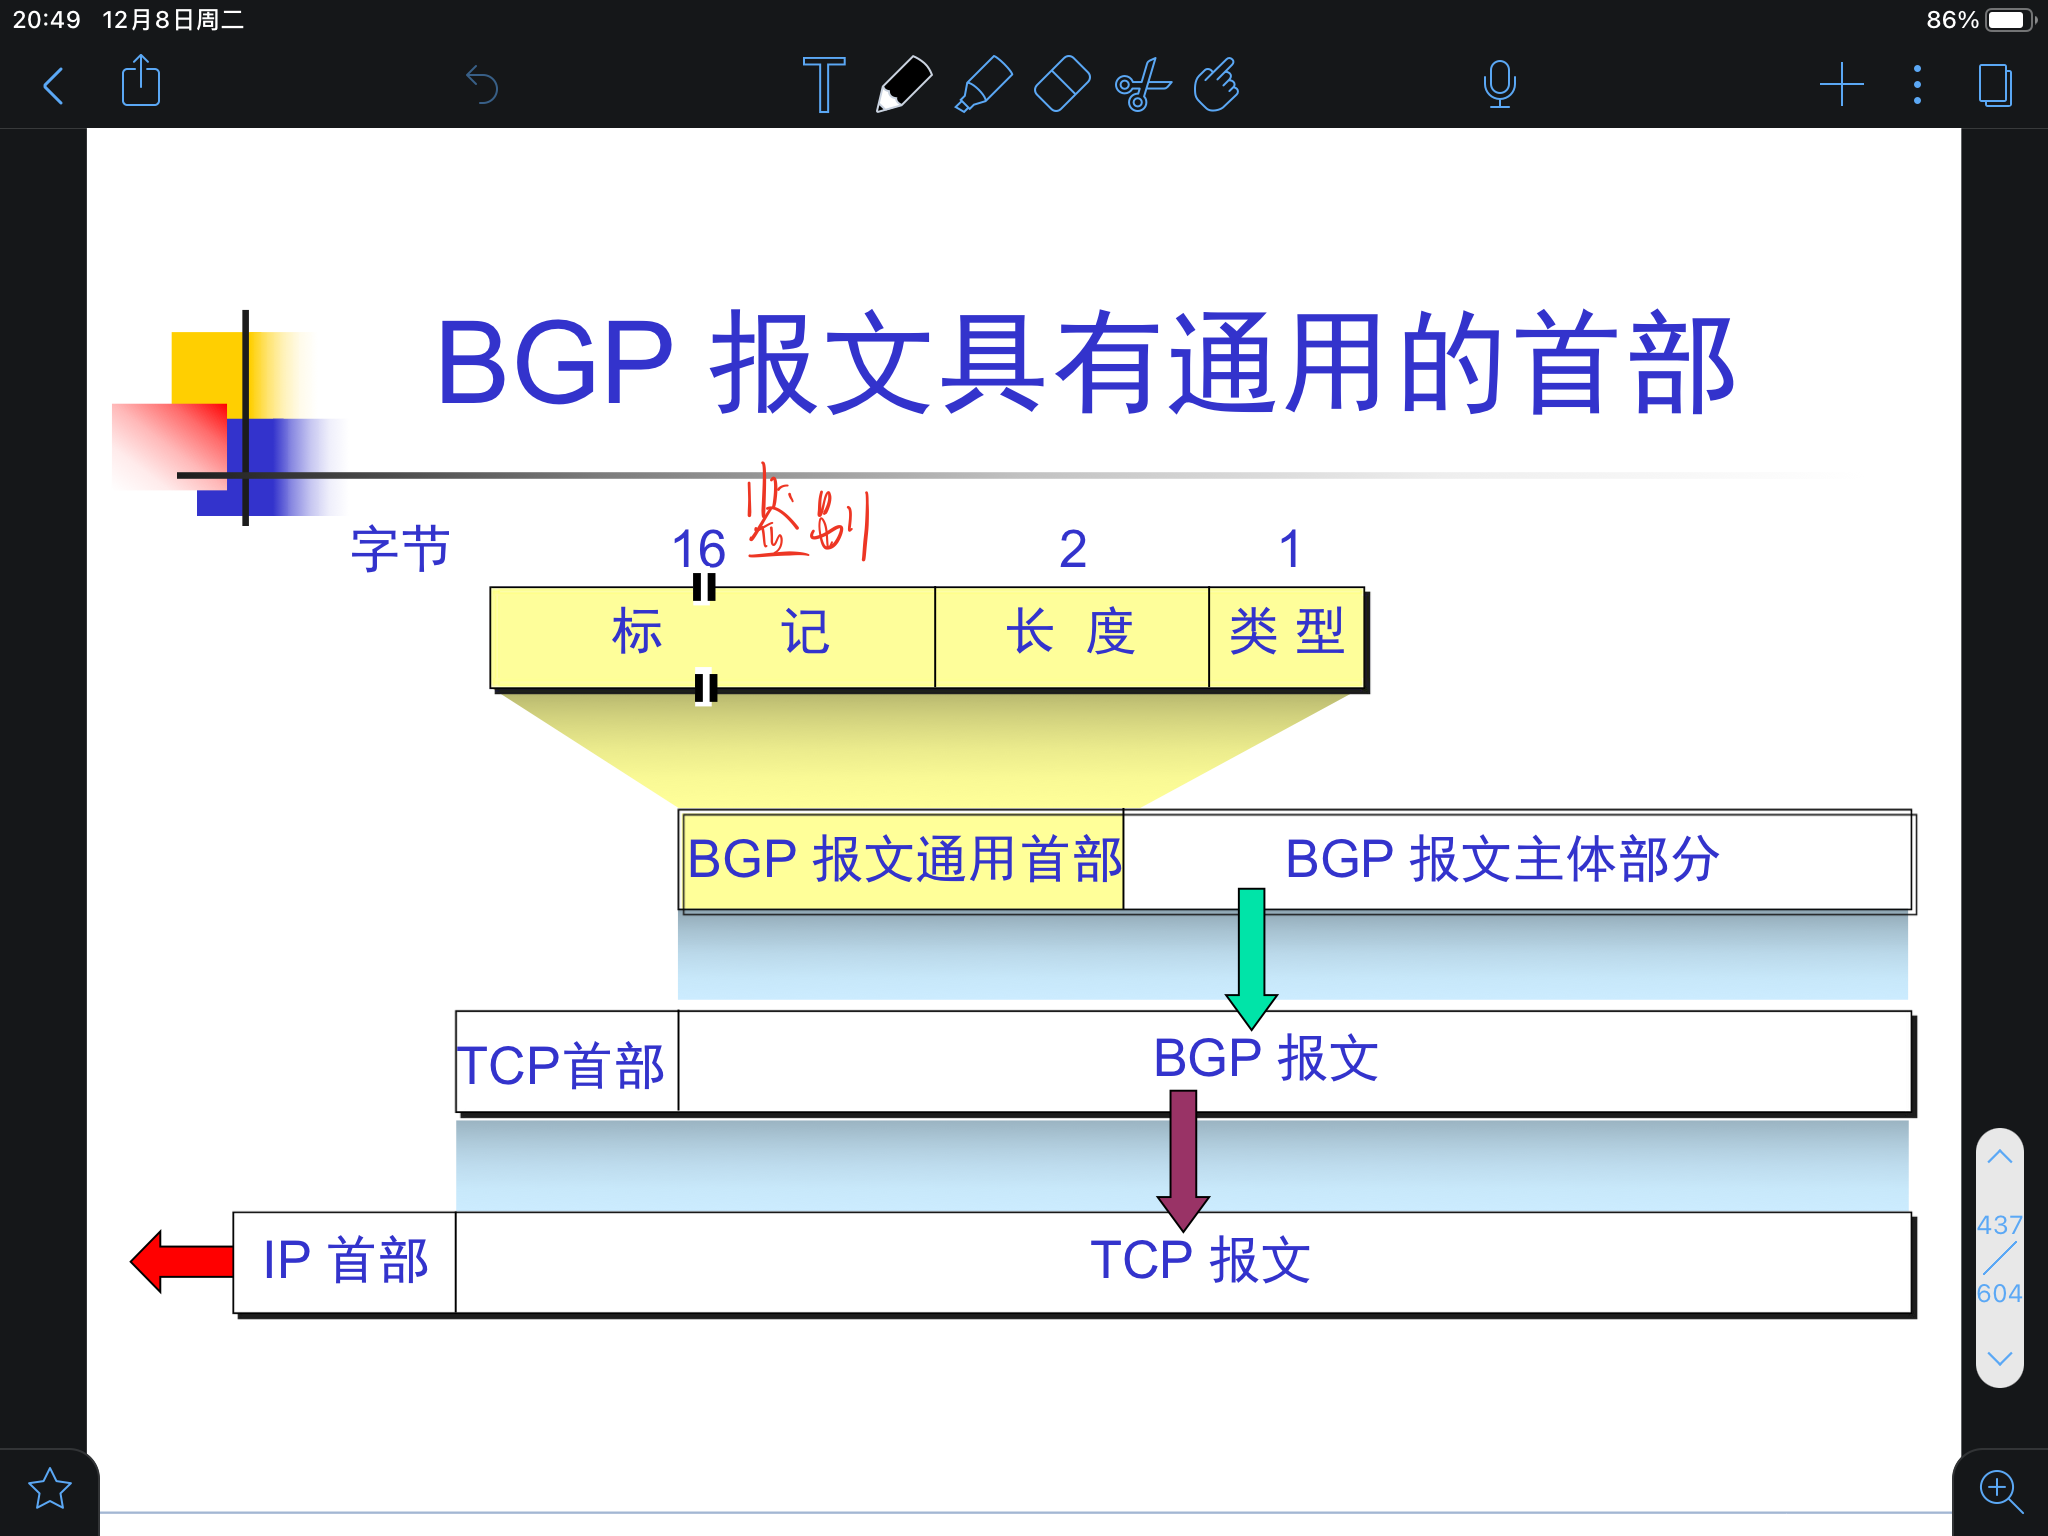 20:49 12月8日周二 86%
BGP 报文具有通用的首部
字节 16 鉴别 2 1
标 记 长 度 类 型
BGP 报文通用首部 BGP 报文主体部分
TCP首部 BGP 报文
IP 首部 TCP 报文
437
604